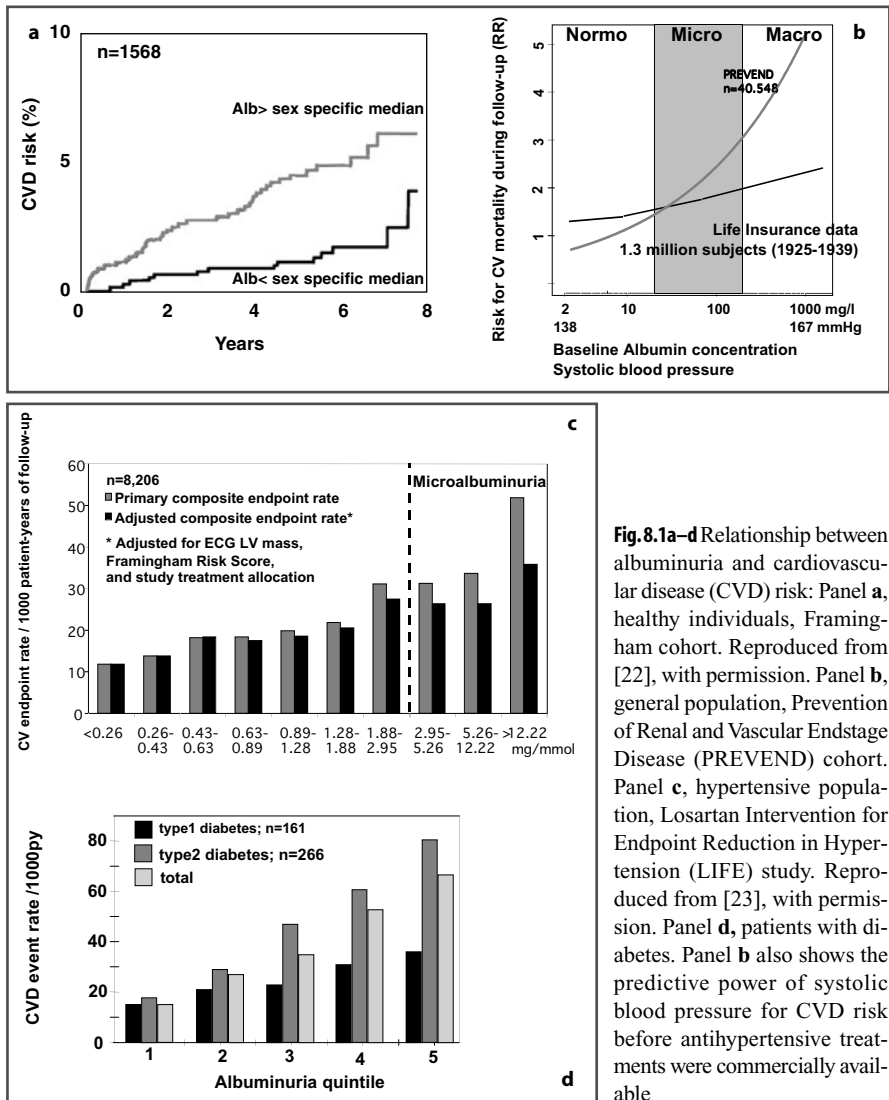 a
10
n=1568
Alb> sex specific median
CVD risk (%)
5
Alb< sex specific median
0
0 2 4 6 8
Years
b
Risk for CV mortality during follow-up (RR)
5
4
3
2
1
Normo Micro Macro
PREVEND
n=40.548
Life Insurance data
1.3 million subjects (1925-1939)
2 10 100 1000 mg/l
138 167 mmHg
Baseline Albumin concentration
Systolic blood pressure
c
CV endpoint rate / 1000 patient-years of follow-up
60
50
40
30
20
10
0
n=8,206
Primary composite endpoint rate
Adjusted composite endpoint rate*
* Adjusted for ECG LV mass,
Framingham Risk Score,
and study treatment allocation
Microalbuminuria
<0.26 0.26- 0.43- 0.63- 0.89- 1.28- 1.88- 2.95- 5.26- >12.22
0.43 0.63 0.89 1.28 1.88 2.95 5.26 12.22 mg/mmol
CVD event rate /1000py
80
60
40
20
0
type1 diabetes; n=161
type2 diabetes; n=266
total
1 2 3 4 5
Albuminuria quintile
d
Fig. 8.1a–d Relationship between
albuminuria and cardiovascu-
lar disease (CVD) risk: Panel a,
healthy individuals, Framing-
ham cohort. Reproduced from
[22], with permission. Panel b,
general population, Prevention
of Renal and Vascular Endstage
Disease (PREVEND) cohort.
Panel c, hypertensive popula-
tion, Losartan Intervention for
Endpoint Reduction in Hyper-
tension (LIFE) study. Repro-
duced from [23], with permis-
sion. Panel d, patients with di-
abetes. Panel b also shows the
predictive power of systolic
blood pressure for CVD risk
before antihypertensive treat-
ments were commercially avail-
able